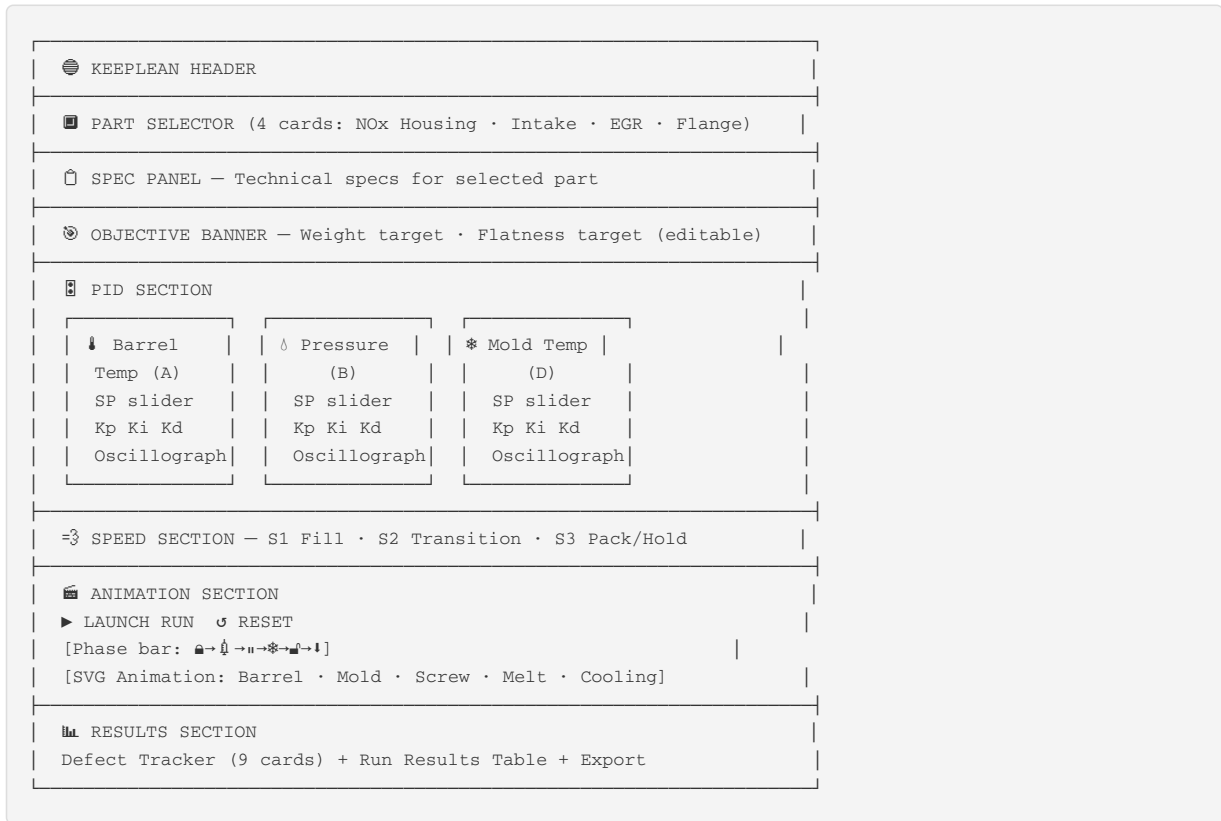 🌐 KEEPLEAN HEADER
🔲 PART SELECTOR (4 cards: NOx Housing · Intake · EGR · Flange)
📋 SPEC PANEL — Technical specs for selected part
🎯 OBJECTIVE BANNER — Weight target · Flatness target (editable)
🎛 PID SECTION
🌡 Barrel 💧 Pressure ❄ Mold Temp
Temp (A) (B) (D)
SP slider SP slider SP slider
Kp Ki Kd Kp Ki Kd Kp Ki Kd
Oscillograph Oscillograph Oscillograph
💨 SPEED SECTION — S1 Fill · S2 Transition · S3 Pack/Hold
🎬 ANIMATION SECTION
▶ LAUNCH RUN ↺ RESET
[Phase bar: 🔒→💉→⏸→❄→🔓→⬇]
[SVG Animation: Barrel · Mold · Screw · Melt · Cooling]
📊 RESULTS SECTION
Defect Tracker (9 cards) + Run Results Table + Export